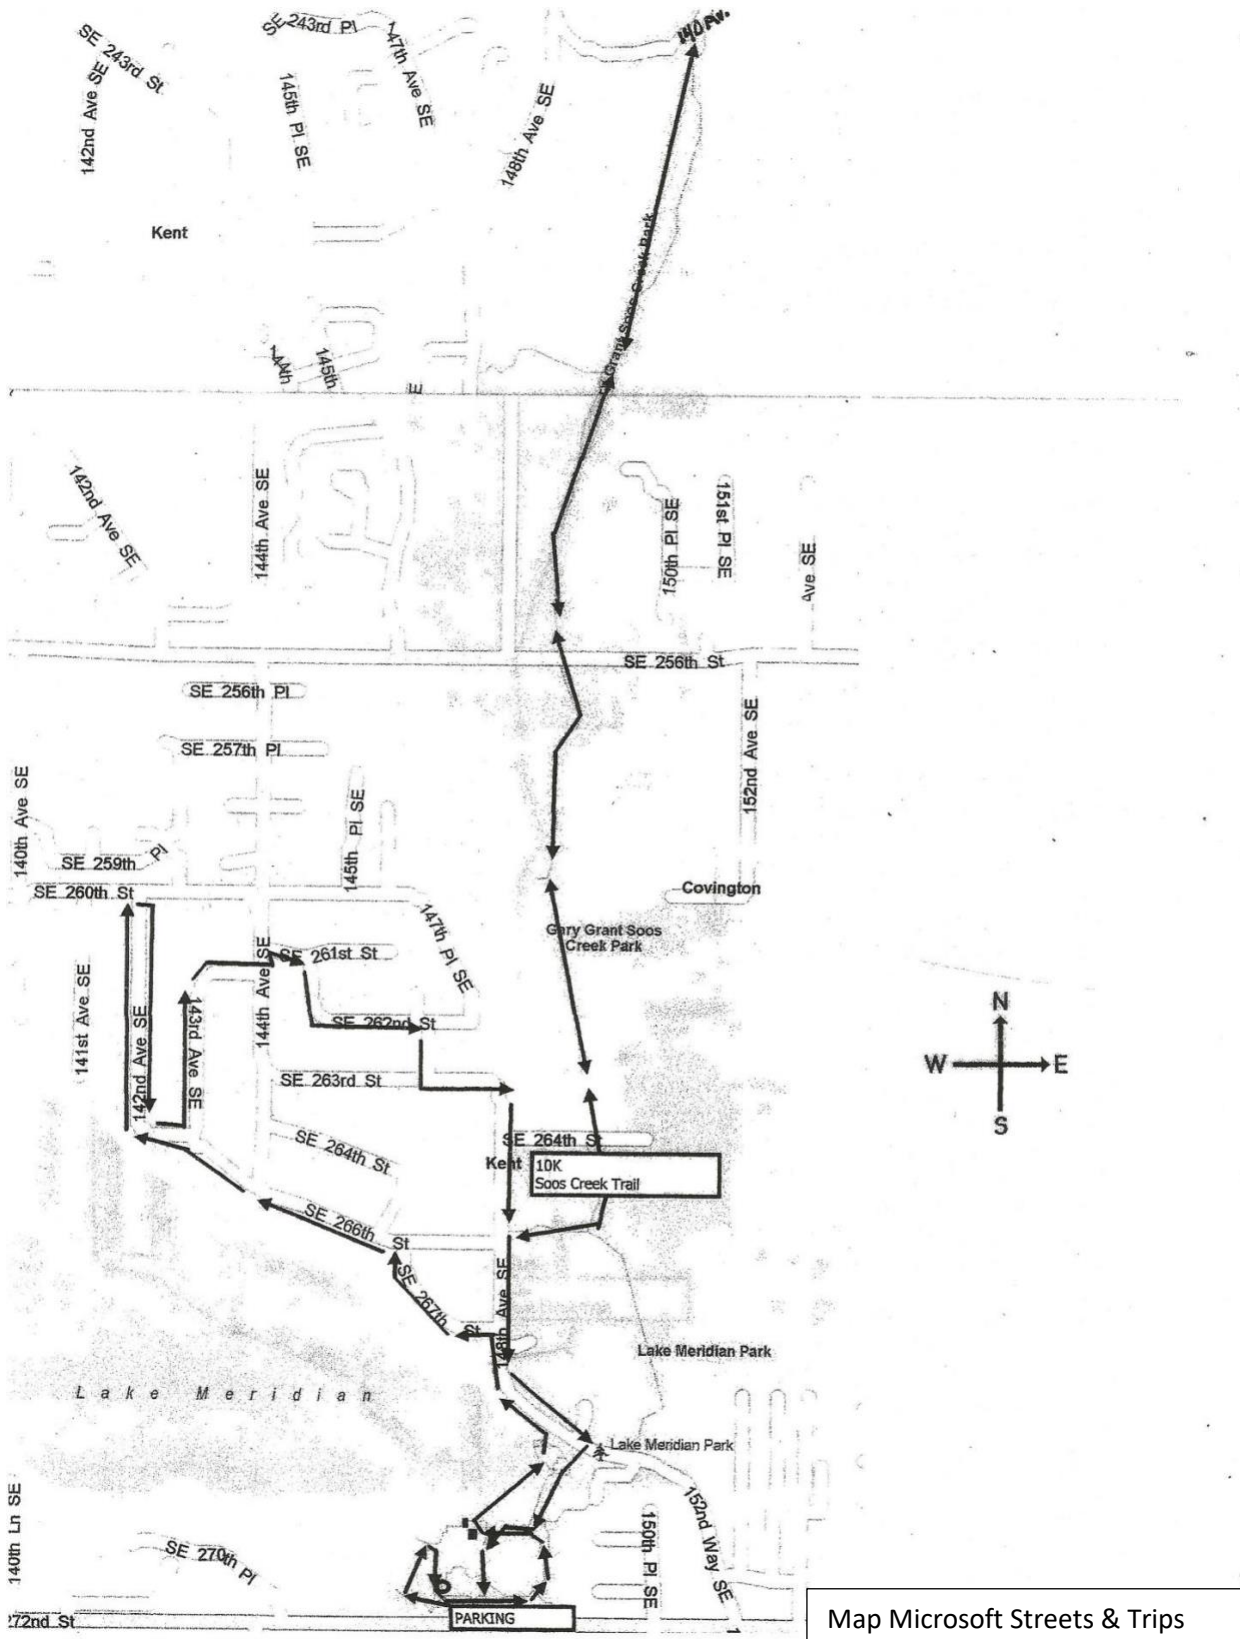 140 Av.
SE 243rd Pl
SE 243rd St
147th Ave SE
142nd Ave SE
145th Pl SE
148th Ave SE
Kent
Grant Soos Creek Park
144th
145th
E
142nd Ave SE
144th Ave SE
150th Pl SE
151st Pl SE
Ave SE
SE 256th St
SE 256th Pl
SE 257th Pl
152nd Ave SE
140th Ave SE
145th Pl SE
SE 259th Pl
SE 260th St
Covington
147th Pl SE
Gary Grant Soos
Creek Park
SE 261st St
144th Ave SE
141st Ave SE
142nd Ave SE
143rd Ave SE
SE 262nd St
N
W E
S
SE 263rd St
SE 264th St
SE 264th St
Kent
10K
Soos Creek Trail
SE 266th St
SE 267th St
148th Ave SE
Lake Meridian Park
Lake Meridian
Lake Meridian Park
140th Ln SE
152nd Way SE
150th Pl SE
SE 270th Pl
272nd St
PARKING
Map Microsoft Streets & Trips